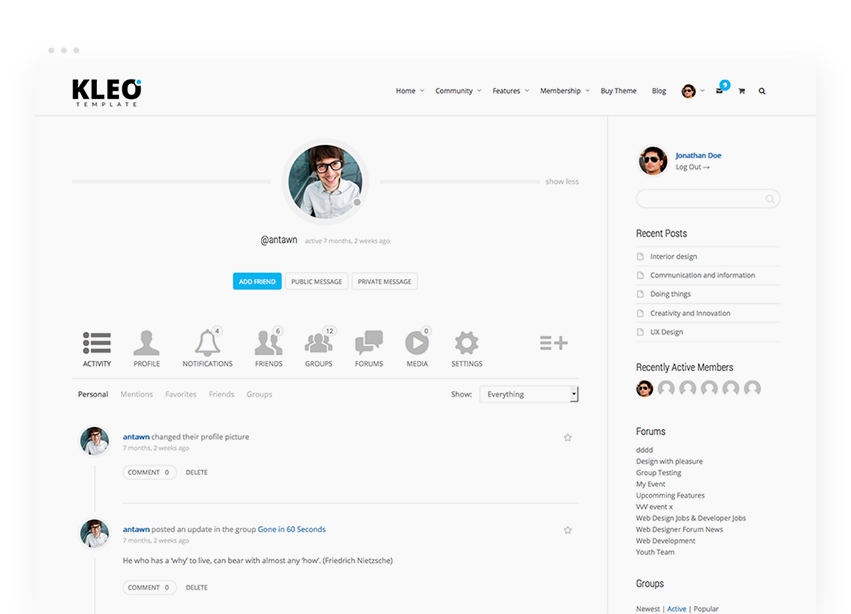 KLEO
TEMPLATE
Home Community Features Membership Buy Theme Blog 9
show less
@antawn active 7 months, 2 weeks ago
ADD FRIEND PUBLIC MESSAGE PRIVATE MESSAGE
4 6 12 0
ACTIVITY PROFILE NOTIFICATIONS FRIENDS GROUPS FORUMS MEDIA SETTINGS
Personal Mentions Favorites Friends Groups Show: Everything
antawn changed their profile picture
7 months, 2 weeks ago
COMMENT 0 DELETE
antawn posted an update in the group Gone in 60 Seconds
7 months, 2 weeks ago
He who has a ‘why’ to live, can bear with almost any ‘how’. (Friedrich Nietzsche)
COMMENT 0 DELETE
Jonathan Doe
Log Out →
Recent Posts
Interior design
Communication and information
Doing things
Creativity and Innovation
UX Design
Recently Active Members
Forums
dddd
Design with pleasure
Group Testing
My Event
Upcomming Features
VVV event x
Web Design Jobs & Developer Jobs
Web Designer Forum News
Web Development
Youth Team
Groups
Newest | Active | Popular